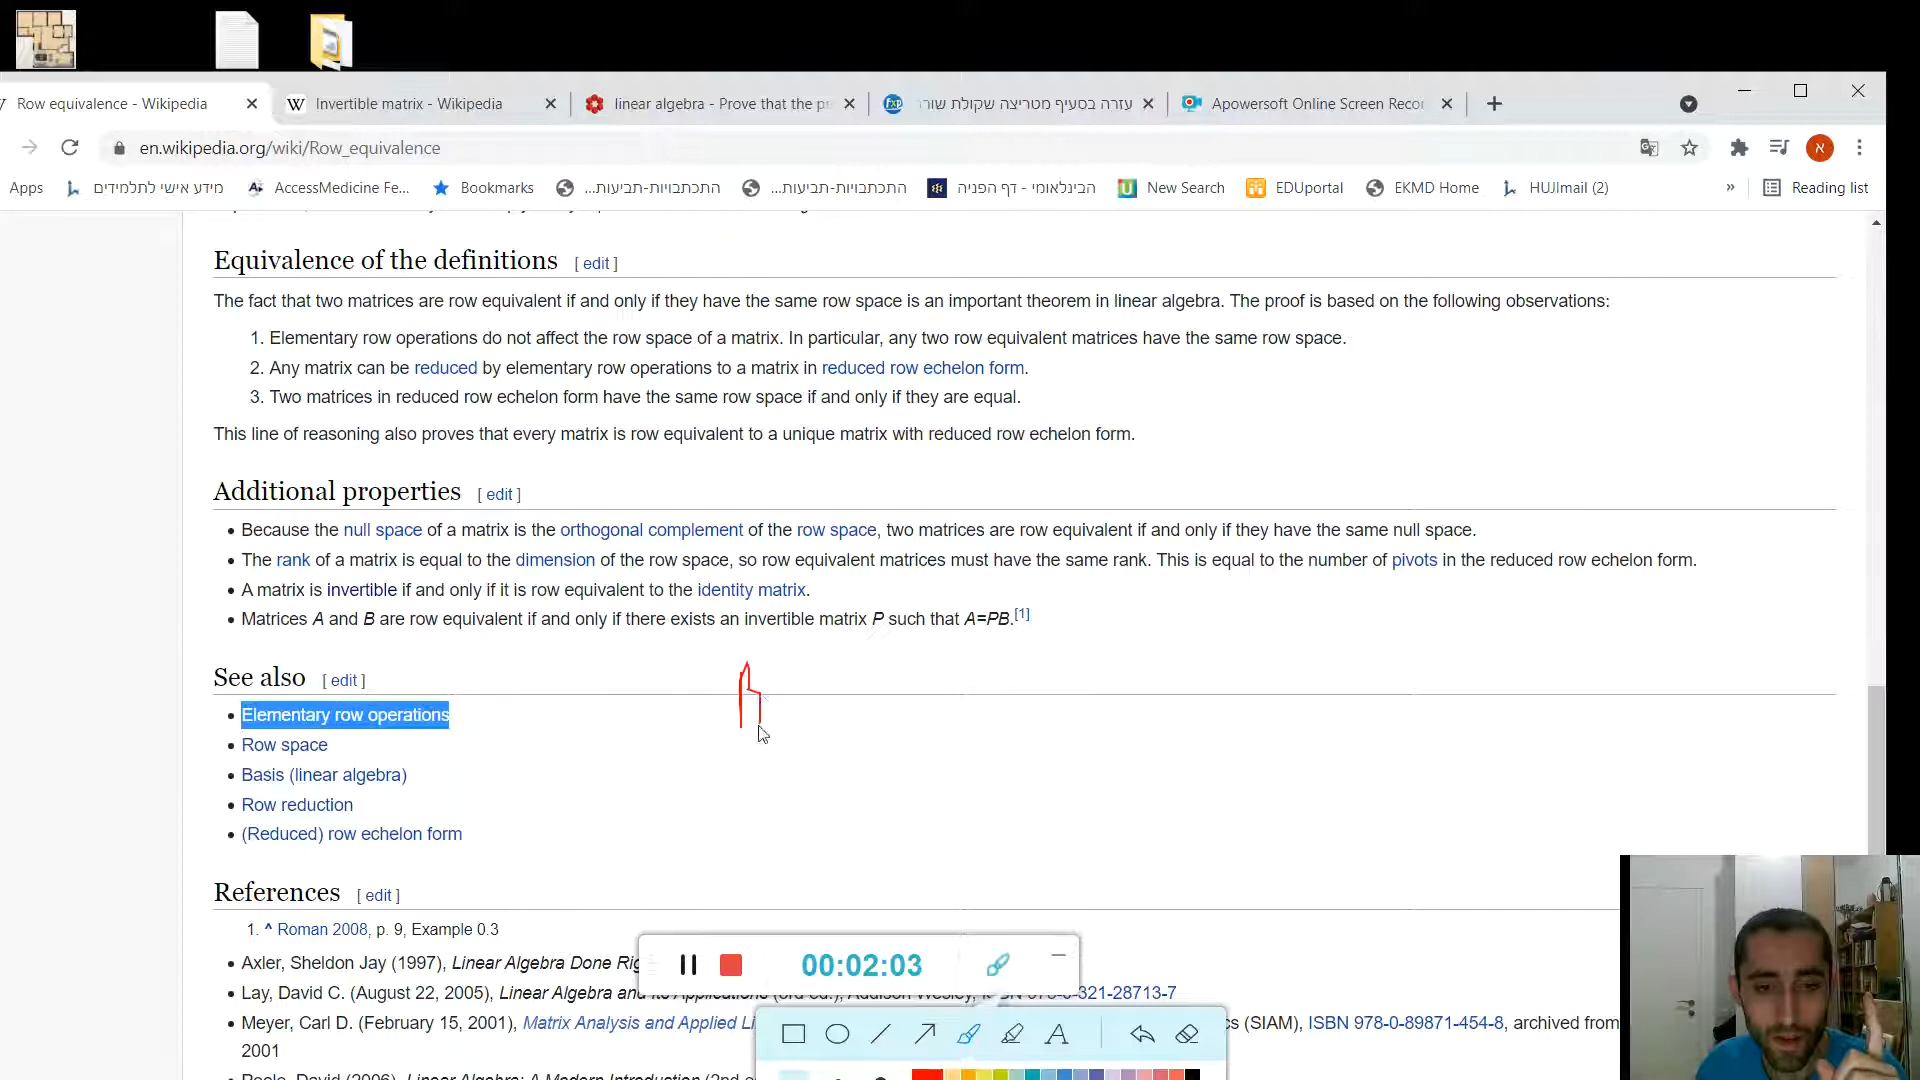 Row equivalence - Wikipedia
Invertible matrix - Wikipedia
linear algebra - Prove that the pr
עזרה בסעיף מטריצה שקולת שורו
Apowersoft Online Screen Recor
en.wikipedia.org/wiki/Row_equivalence
Apps
מידע אישי לתלמידים
AccessMedicine Fe...
Bookmarks
התכתבויות-תביעות...
התכתבויות-תביעות...
הבינלאומי - דף הפניה
New Search
EDUportal
EKMD Home
HUJImail (2)
»
Reading list
Equivalence of the definitions [ edit ]
The fact that two matrices are row equivalent if and only if they have the same row space is an important theorem in linear algebra. The proof is based on the following observations:
1. Elementary row operations do not affect the row space of a matrix. In particular, any two row equivalent matrices have the same row space.
2. Any matrix can be reduced by elementary row operations to a matrix in reduced row echelon form.
3. Two matrices in reduced row echelon form have the same row space if and only if they are equal.
This line of reasoning also proves that every matrix is row equivalent to a unique matrix with reduced row echelon form.
Additional properties [ edit ]
• Because the null space of a matrix is the orthogonal complement of the row space, two matrices are row equivalent if and only if they have the same null space.
• The rank of a matrix is equal to the dimension of the row space, so row equivalent matrices must have the same rank. This is equal to the number of pivots in the reduced row echelon form.
• A matrix is invertible if and only if it is row equivalent to the identity matrix.
• Matrices A and B are row equivalent if and only if there exists an invertible matrix P such that A=PB.[1]
See also [ edit ]
• Elementary row operations
• Row space
• Basis (linear algebra)
• Row reduction
• (Reduced) row echelon form
References [ edit ]
1. ^ Roman 2008, p. 9, Example 0.3
• Axler, Sheldon Jay (1997), Linear Algebra Done Rig
00:02:03
• Lay, David C. (August 22, 2005), Linear Algebra and Its Applications (3rd ed.), Addison Wesley, ISBN 978-0-321-28713-7
• Meyer, Carl D. (February 15, 2001), Matrix Analysis and Applied Li
s (SIAM), ISBN 978-0-89871-454-8, archived from
2001
A